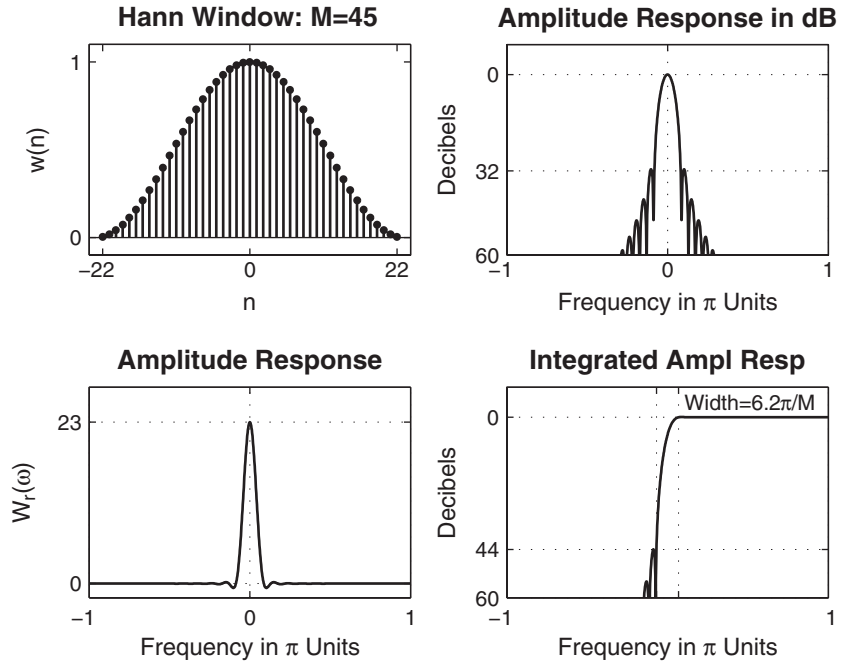 Hann Window: M=45
1
w(n)
0
−22
0
22
n
Amplitude Response in dB
0
Decibels
32
60
−1
0
1
Frequency in π Units
Amplitude Response
23
Wr(ω)
0
−1
0
1
Frequency in π Units
Integrated Ampl Resp
Width=6.2π/M
0
Decibels
44
60
−1
1
Frequency in π Units